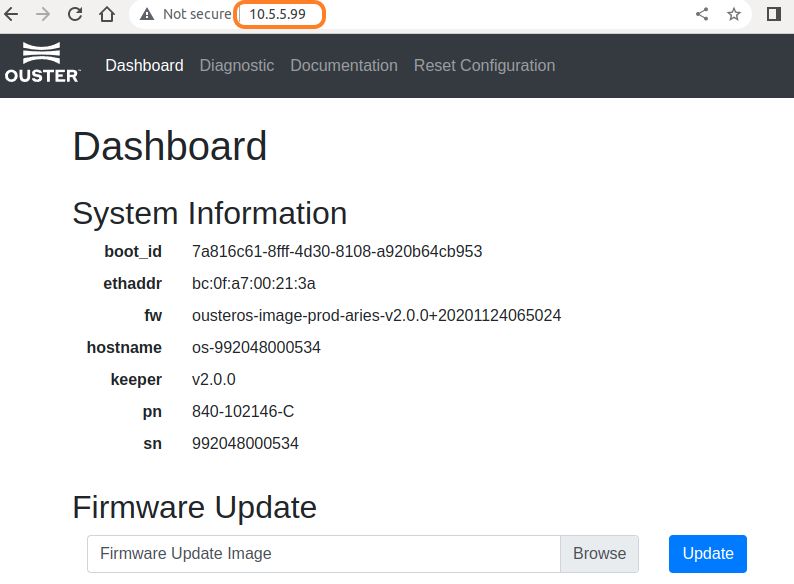 Not secure 10.5.5.99
OUSTER Dashboard Diagnostic Documentation Reset Configuration
Dashboard
System Information
boot_id 7a816c61-8fff-4d30-8108-a920b64cb953
ethaddr bc:0f:a7:00:21:3a
fw ousteros-image-prod-aries-v2.0.0+20201124065024
hostname os-992048000534
keeper v2.0.0
pn 840-102146-C
sn 992048000534
Firmware Update
Firmware Update Image Browse Update